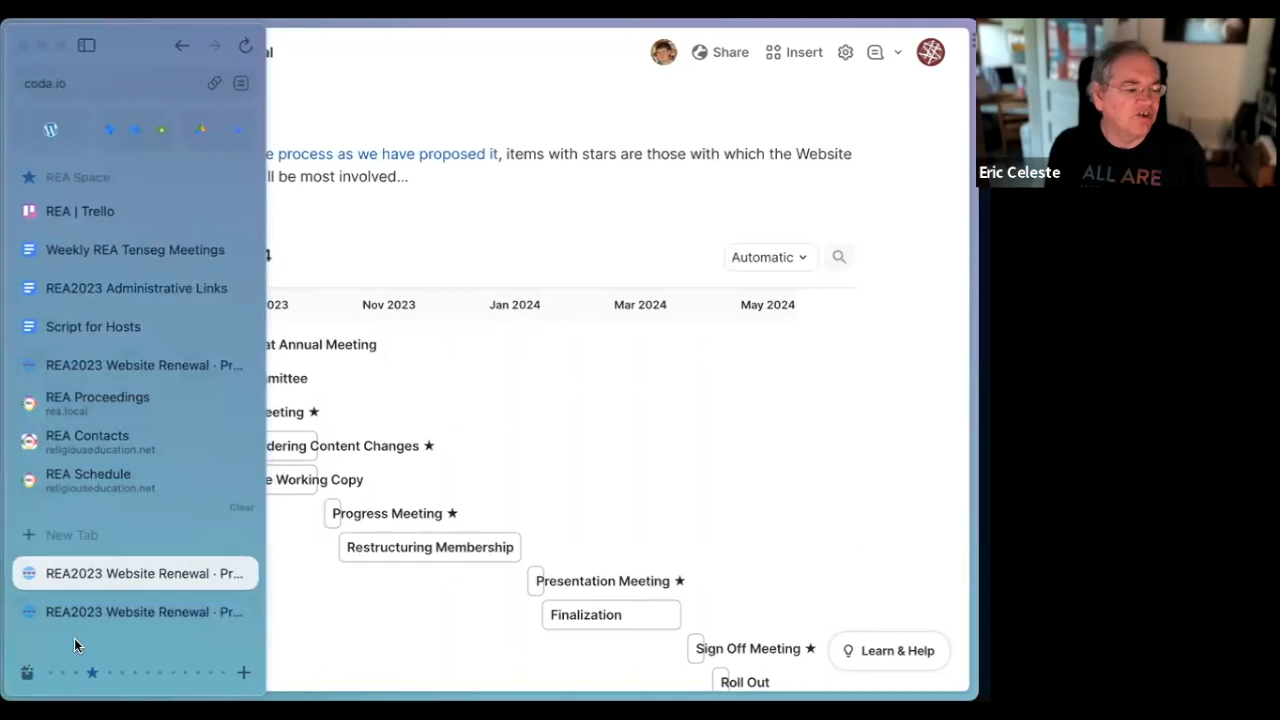 coda.io
REA Space
REA | Trello
Weekly REA Tenseg Meetings
REA2023 Administrative Links
Script for Hosts
REA2023 Website Renewal · Pr...
REA Proceedings
rea.local
REA Contacts
religiouseducation.net
REA Schedule
religiouseducation.net
Clear
New Tab
REA2023 Website Renewal · Pr...
REA2023 Website Renewal · Pr...
al
Share
Insert
e process as we have proposed it, items with stars are those with which the Website
ll be most involved...
4
Automatic
023
Nov 2023
Jan 2024
Mar 2024
May 2024
at Annual Meeting
mittee
eeting ★
dering Content Changes ★
e Working Copy
Progress Meeting ★
Restructuring Membership
Presentation Meeting ★
Finalization
Sign Off Meeting ★
Learn & Help
Roll Out
Eric Celeste
ALL ARE